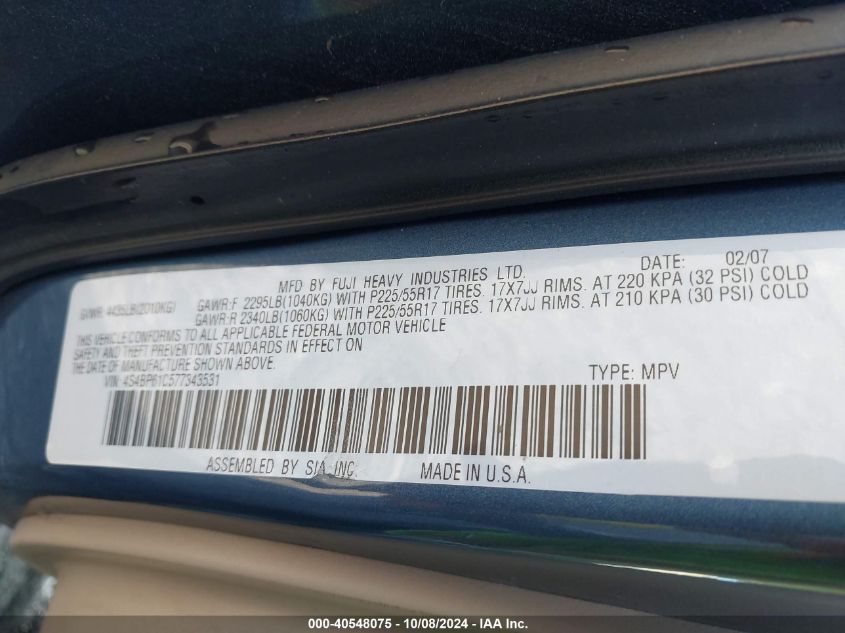 MFD BY FUJI HEAVY INDUSTRIES LTD. DATE: 02/07
GVWR 4435LB(2010KG) GAWR:F 2295LB(1040KG) WITH P225/55R17 TIRES. 17X7JJ RIMS. AT 220 KPA (32 PSI) COLD
GAWR:R 2340LB(1060KG) WITH P225/55R17 TIRES. 17X7JJ RIMS. AT 210 KPA (30 PSI) COLD
THIS VEHICLE CONFORMS TO ALL APPLICABLE FEDERAL MOTOR VEHICLE
SAFETY AND THEFT PREVENTION STANDARDS IN EFFECT ON
THE DATE OF MANUFACTURE SHOWN ABOVE.
VIN 4S4BP61C577343531 TYPE: MPV
ASSEMBLED BY SIA INC. MADE IN U.S.A.
000-40548075 - 10/08/2024 - IAA Inc.